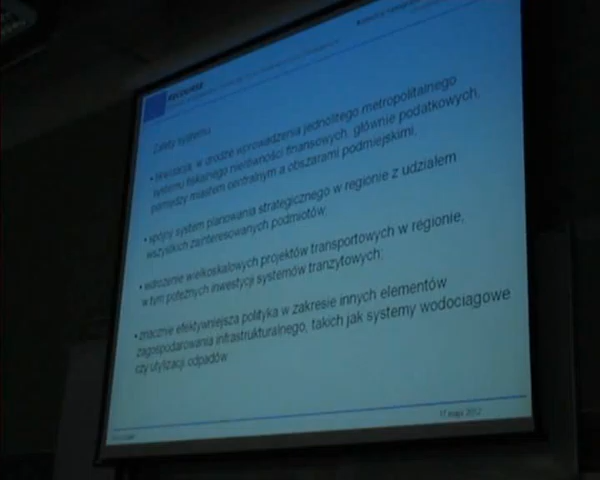 Zalety systemu
• likwidacja, w drodze wprowadzenia jednolitego metropolitalnego
systemu fiskalnego nierówności finansowych, głównie podatkowych,
pomiędzy miastem centralnym a obszarami podmiejskimi,
• spójny system planowania strategicznego w regionie z udziałem
wszystkich zainteresowanych podmiotów;
• wdrożenie wielkoskalowych projektów transportowych w regionie,
w tym potężnych inwestycji systemów tranzytowych;
• znacznie efektywniejsza polityka w zakresie innych elementów
zagospodarowania infrastrukturalnego, takich jak systemy wodociągowe
czy utylizacji odpadów
17 maja 2012